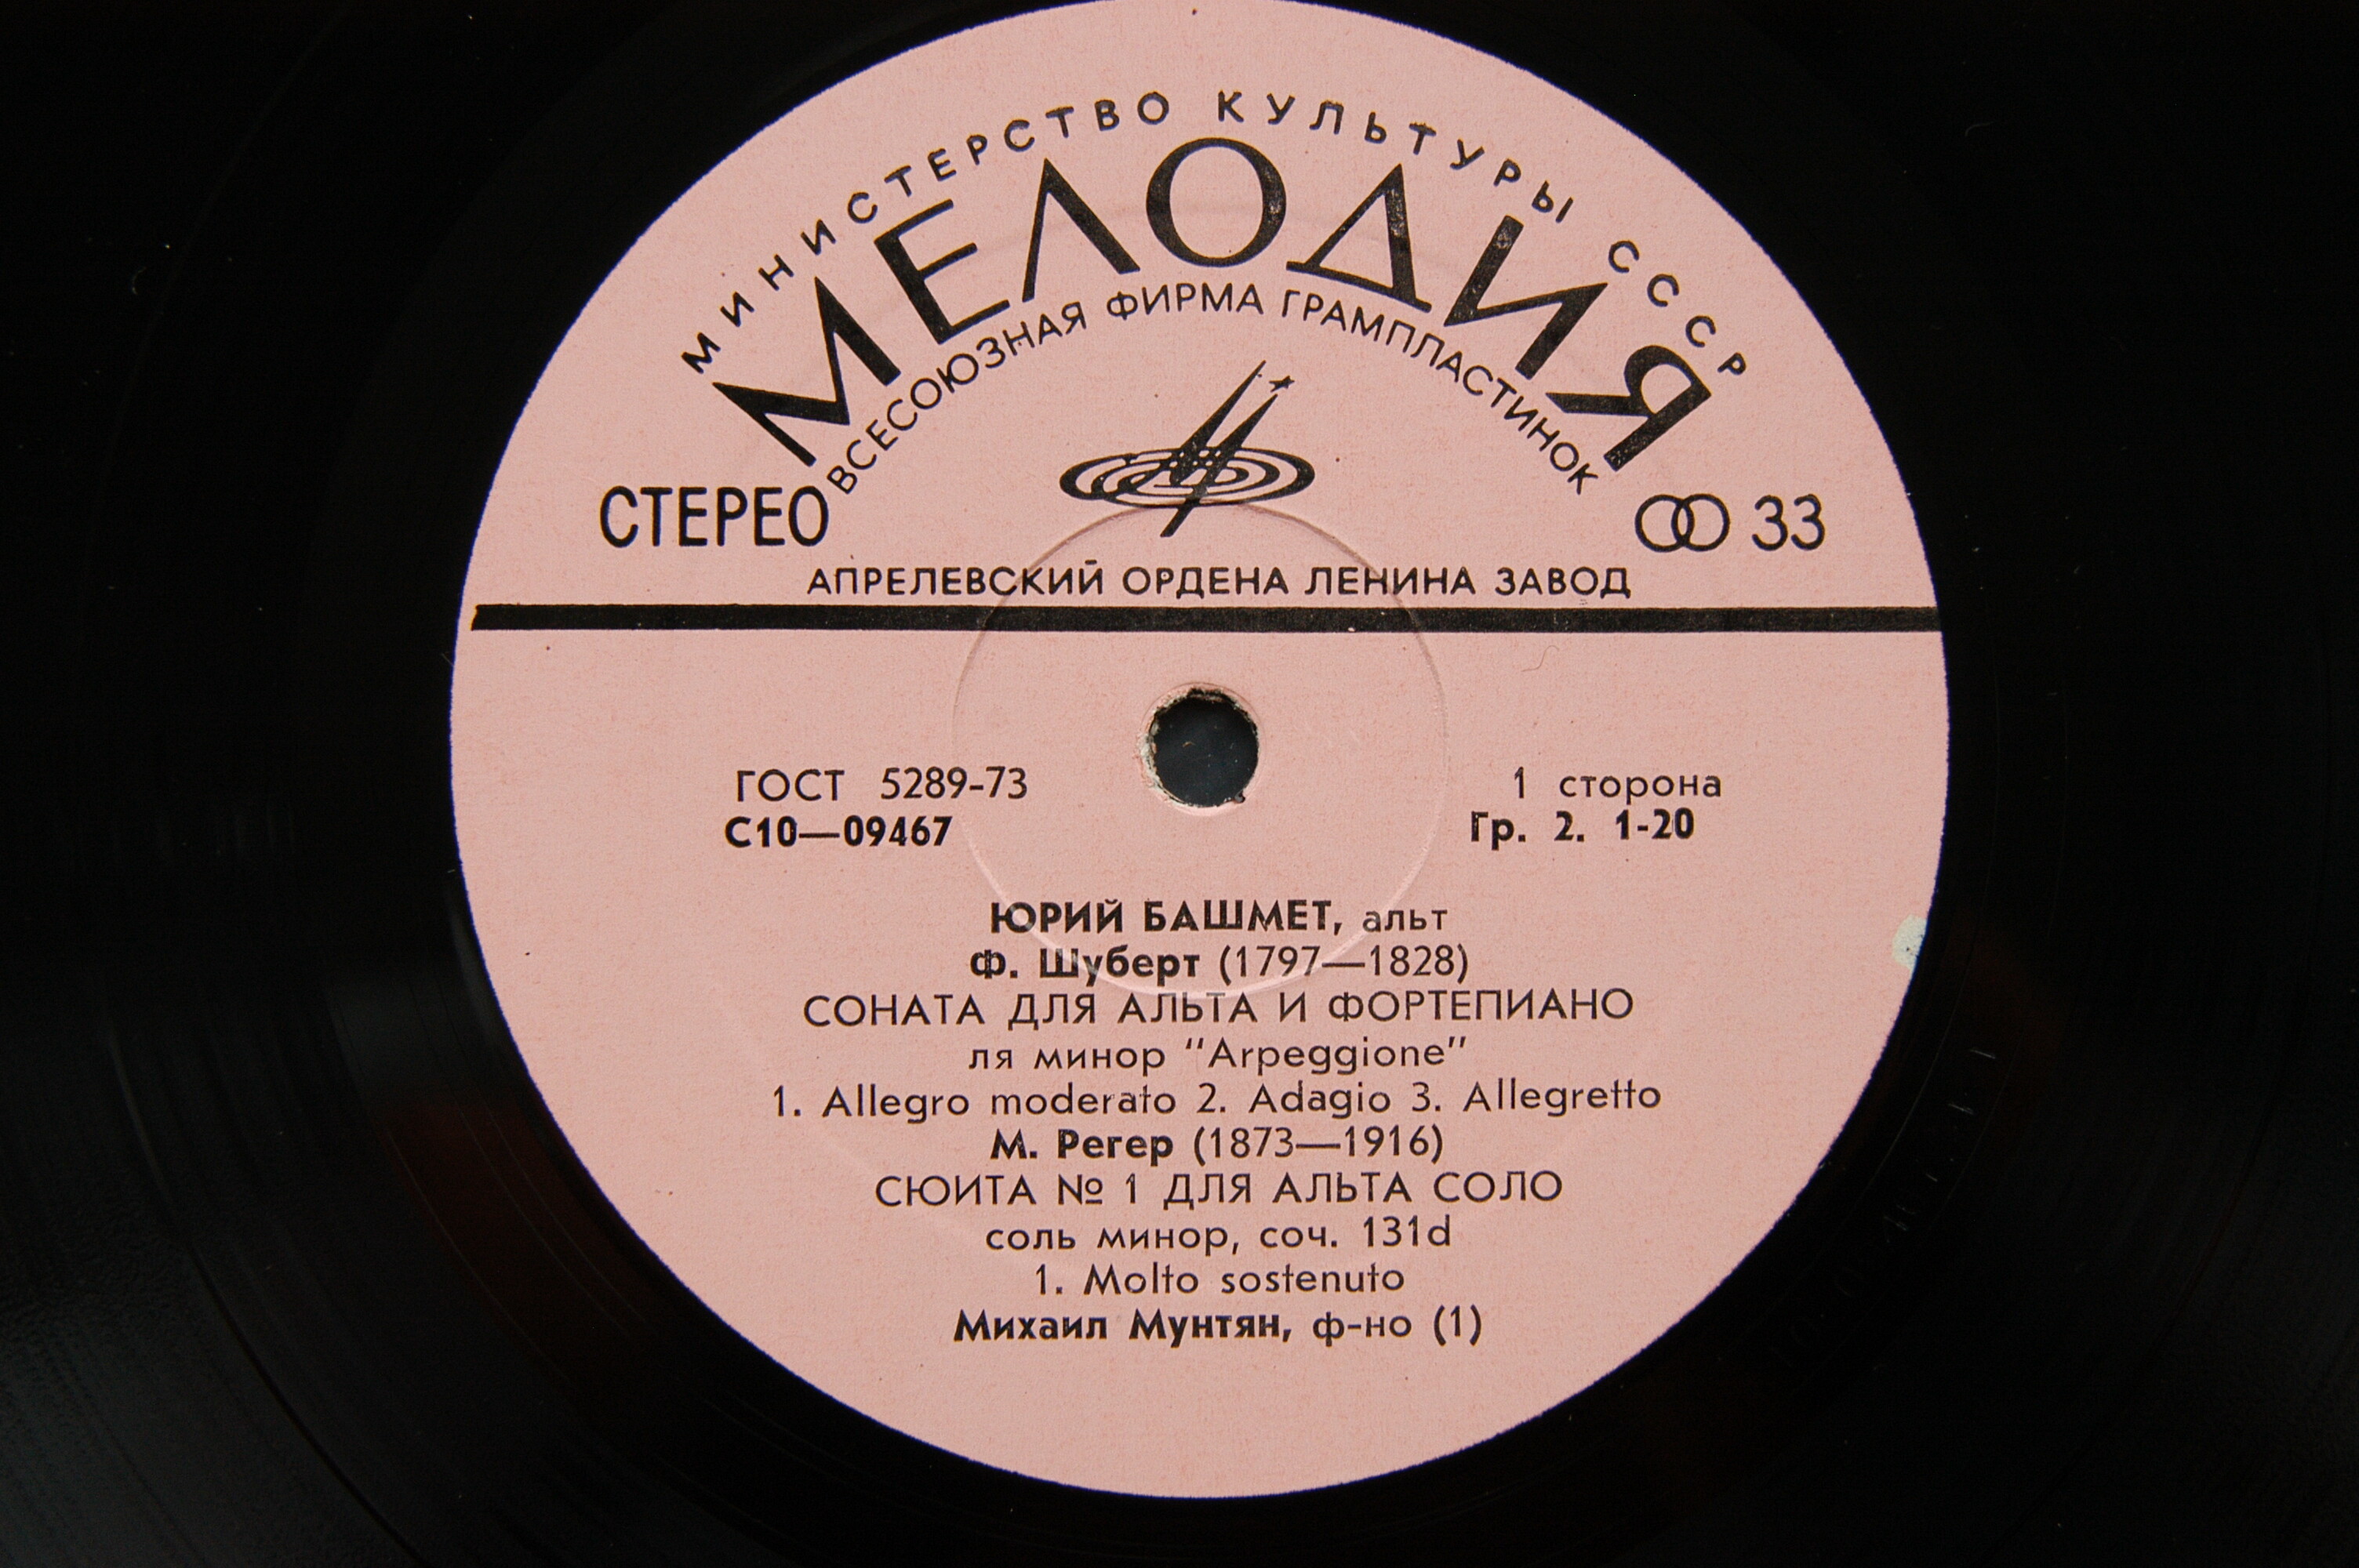 МИНИСТЕРСТВО КУЛЬТУРЫ СССР
МЕЛОДИЯ
ВСЕСОЮЗНАЯ ФИРМА ГРАМПЛАСТИНОК
СТЕРЕО
33
АПРЕЛЕВСКИЙ ОРДЕНА ЛЕНИНА ЗАВОД
ГОСТ 5289-73
1 сторона
С10—09467
Гр. 2. 1-20
ЮРИЙ БАШМЕТ, альт
Ф. Шуберт (1797—1828)
СОНАТА ДЛЯ АЛЬТА И ФОРТЕПИАНО
ля минор "Arpeggione"
1. Allegro moderato 2. Adagio 3. Allegretto
М. Регер (1873—1916)
СЮИТА № 1 ДЛЯ АЛЬТА СОЛО
соль минор, соч. 131d
1. Molto sostenuto
Михаил Мунтян, ф-но (1)